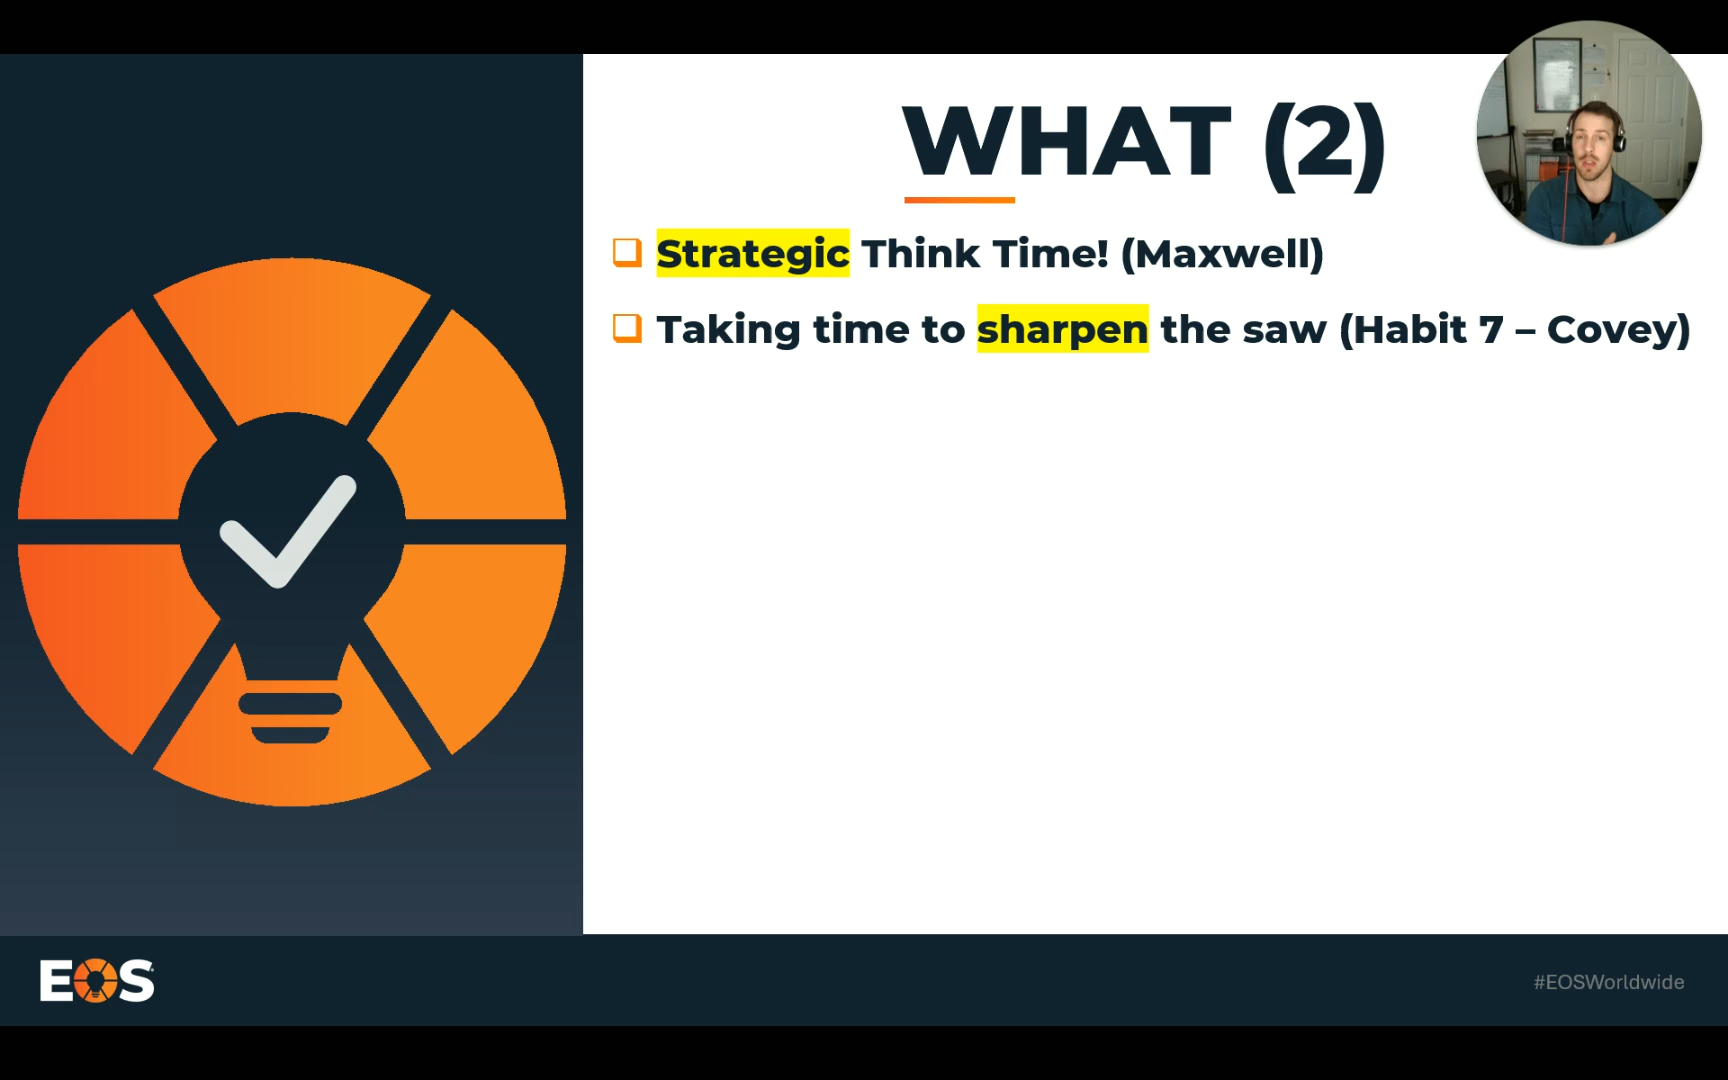 WHAT (2)
Strategic Think Time! (Maxwell)
Taking time to sharpen the saw (Habit 7 – Covey)
EOS
#EOSWorldwide